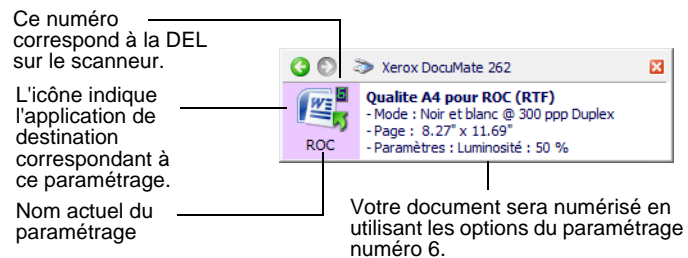 Ce numéro
correspond à la DEL
sur le scanneur.
L'icône indique
l'application de
destination
correspondant à
ce paramétrage.
Nom actuel du
paramétrage
Xerox DocuMate 262
6
ROC
Qualite A4 pour ROC (RTF)
- Mode : Noir et blanc @ 300 ppp Duplex
- Page : 8.27" x 11.69"
- Paramètres : Luminosité : 50 %
Votre document sera numérisé en
utilisant les options du paramétrage
numéro 6.